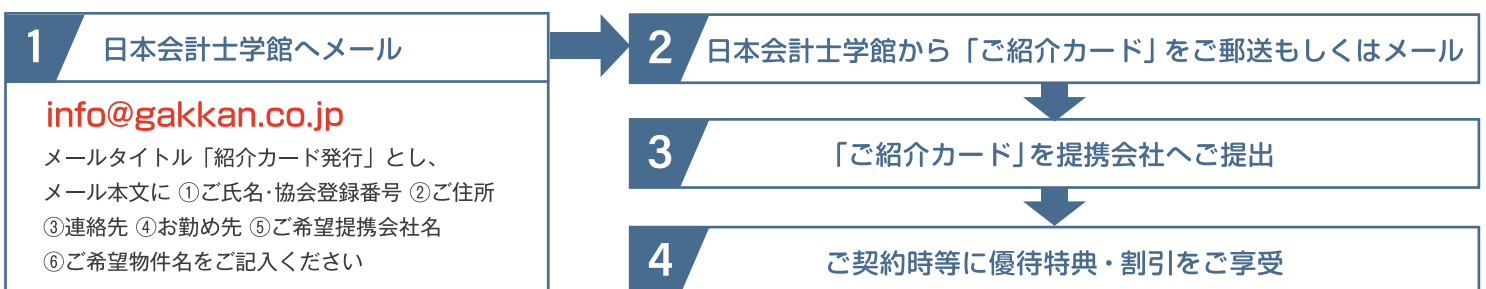 1
日本会計士学館へメール
info@gakkan.co.jp
メールタイトル「紹介カード発行」とし、
メール本文に ①ご氏名・協会登録番号 ②ご住所
③連絡先 ④お勤め先 ⑤ご希望提携会社名
⑥ご希望物件名をご記入ください
2
日本会計士学館から「ご紹介カード」をご郵送もしくはメール
3
「ご紹介カード」を提携会社へご提出
4
ご契約時等に優待特典・割引をご享受